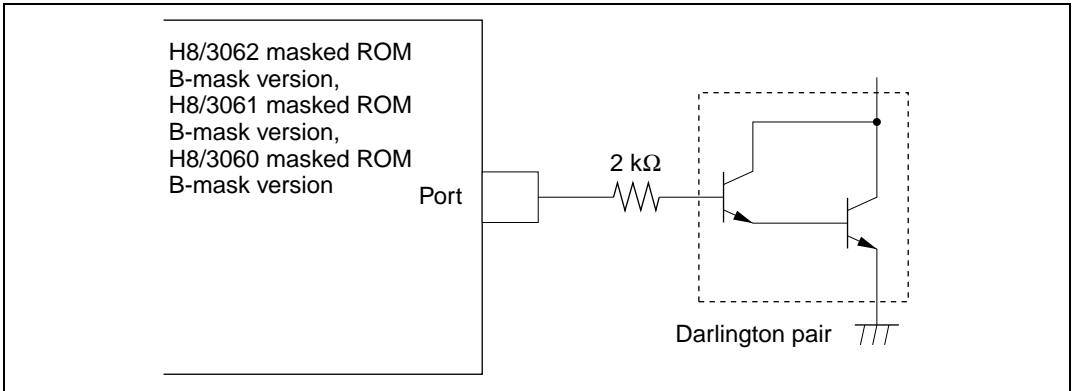 H8/3062 masked ROM
B-mask version,
H8/3061 masked ROM
B-mask version,
H8/3060 masked ROM
B-mask version
Port
2 kΩ
Darlington pair